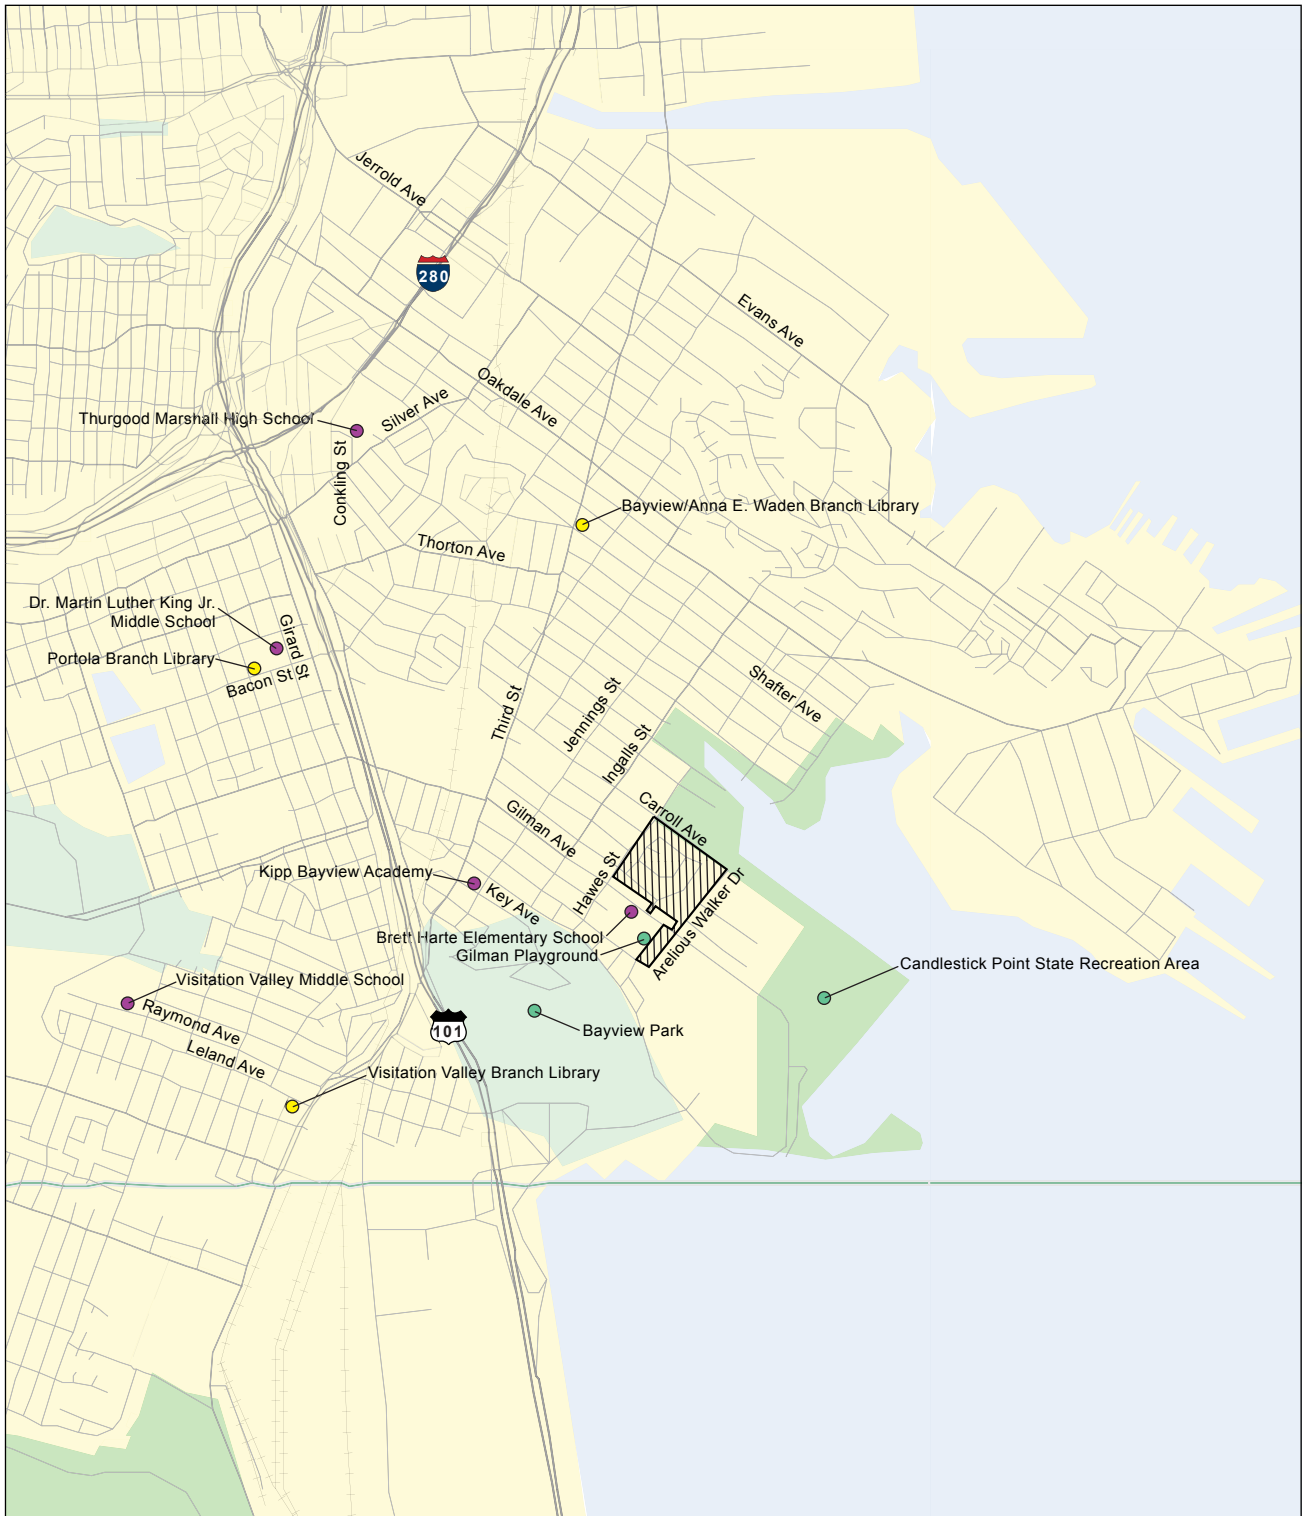 Jerrold Ave
280
Evans Ave
Oakdale Ave
Silver Ave
Thurgood Marshall High School
Conkling St
Bayview/Anna E. Waden Branch Library
Thorton Ave
Dr. Martin Luther King Jr.
Middle School
Girard St
Portola Branch Library
Bacon St
Shafter Ave
Third St
Jennings St
Ingalls St
Carroll Ave
Gilman Ave
Hawes St
Kipp Bayview Academy
Key Ave
Arelious Walker Dr
Brett Harte Elementary School
Gilman Playground
Candlestick Point State Recreation Area
Visitation Valley Middle School
Raymond Ave
101
Bayview Park
Leland Ave
Visitation Valley Branch Library